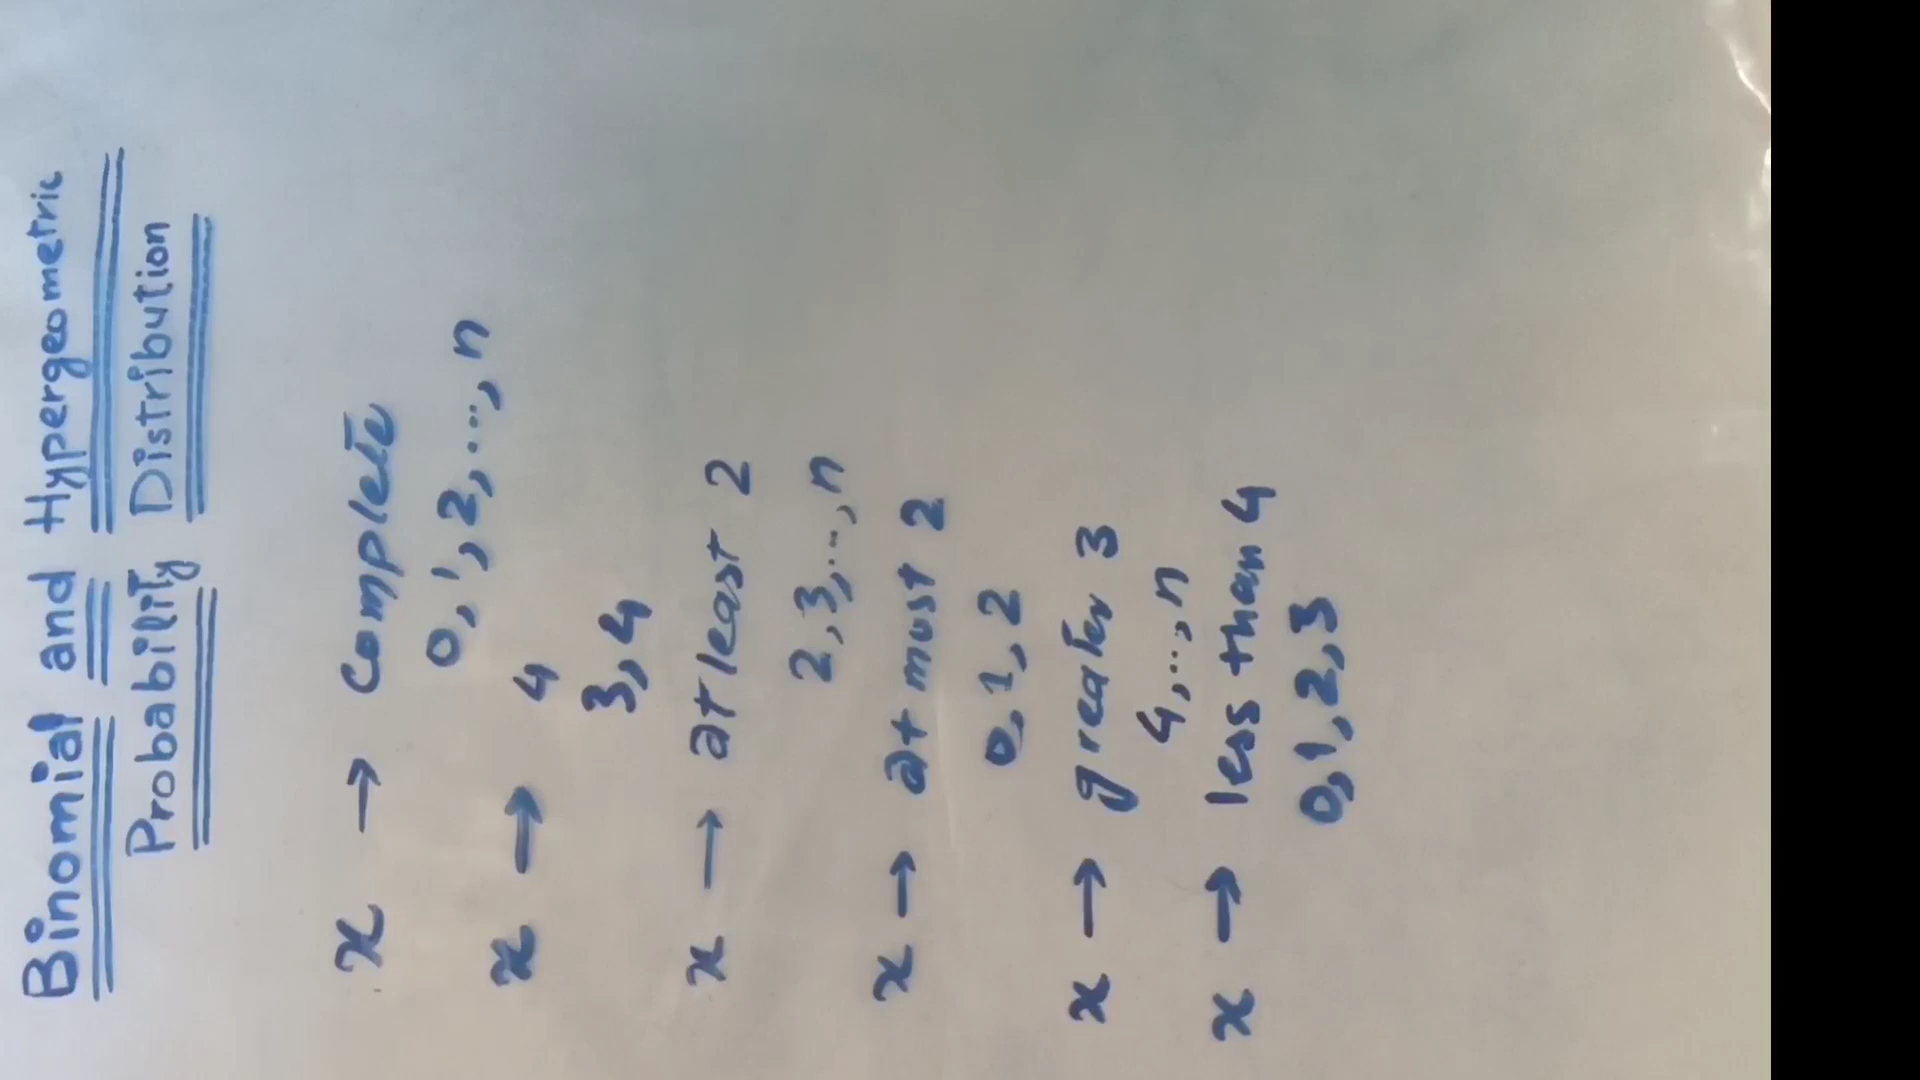 Binomial and Hypergeometric
Probability Distribution
x → complete
0, 1, 2, ..., n
x → 4
3, 4
x → at least 2
2, 3, ..., n
x → at must 2
0, 1, 2
x → greater 3
4, ..., n
x → less than 4
0, 1, 2, 3